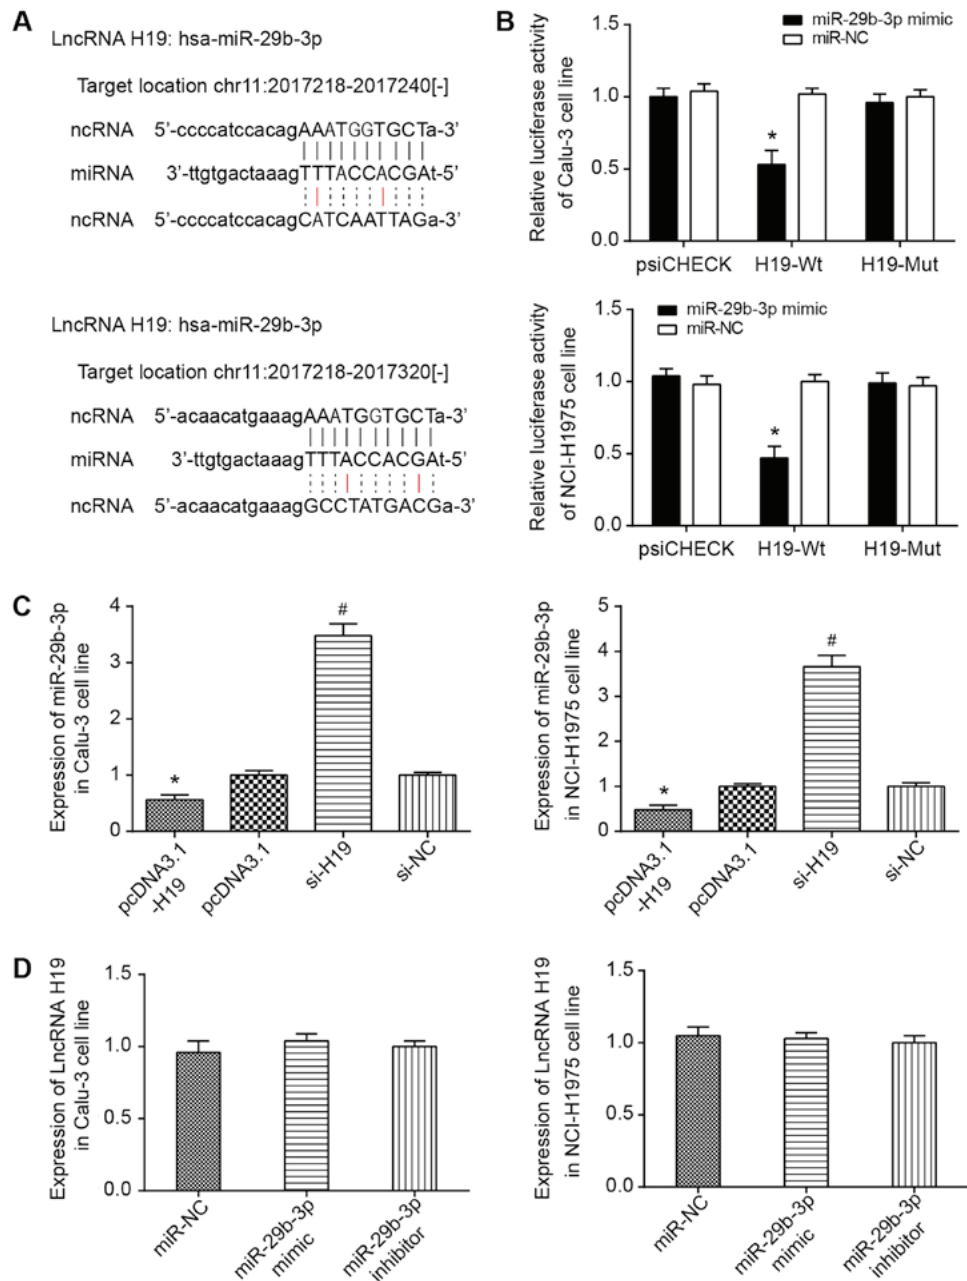 A
LncRNA H19: hsa-miR-29b-3p
Target location chr11:2017218-2017240[-]
ncRNA 5'-ccccatccacagAAATGGTGCTa-3'
miRNA 3'-ttgtgactaaagTTTACCACGAt-5'
ncRNA 5'-ccccatccacagCATCAATTAGa-3'
LncRNA H19: hsa-miR-29b-3p
Target location chr11:2017218-2017320[-]
ncRNA 5'-acaacatgaaagAAATGGTGCTa-3'
miRNA 3'-ttgtgactaaagTTTACCACGAt-5'
ncRNA 5'-acaacatgaaagGCCTATGACGa-3'
B
Relative luciferase activity
of Calu-3 cell line
1.5
1.0
0.5
0.0
miR-29b-3p mimic
miR-NC
*
psiCHECK H19-Wt H19-Mut
Relative luciferase activity
of NCI-H1975 cell line
1.5
1.0
0.5
0.0
miR-29b-3p mimic
miR-NC
*
psiCHECK H19-Wt H19-Mut
C
Expression of miR-29b-3p
in Calu-3 cell line
4
3
2
1
0
*
#
pcDNA3.1
-H19
pcDNA3.1
si-H19
si-NC
Expression of miR-29b-3p
in NCI-H1975 cell line
5
4
3
2
1
0
*
#
pcDNA3.1
-H19
pcDNA3.1
si-H19
si-NC
D
Expression of LncRNA H19
in Calu-3 cell line
1.5
1.0
0.5
0.0
miR-NC
miR-29b-3p
mimic
miR-29b-3p
inhibitor
Expression of LncRNA H19
in NCI-H1975 cell line
1.5
1.0
0.5
0.0
miR-NC
miR-29b-3p
mimic
miR-29b-3p
inhibitor